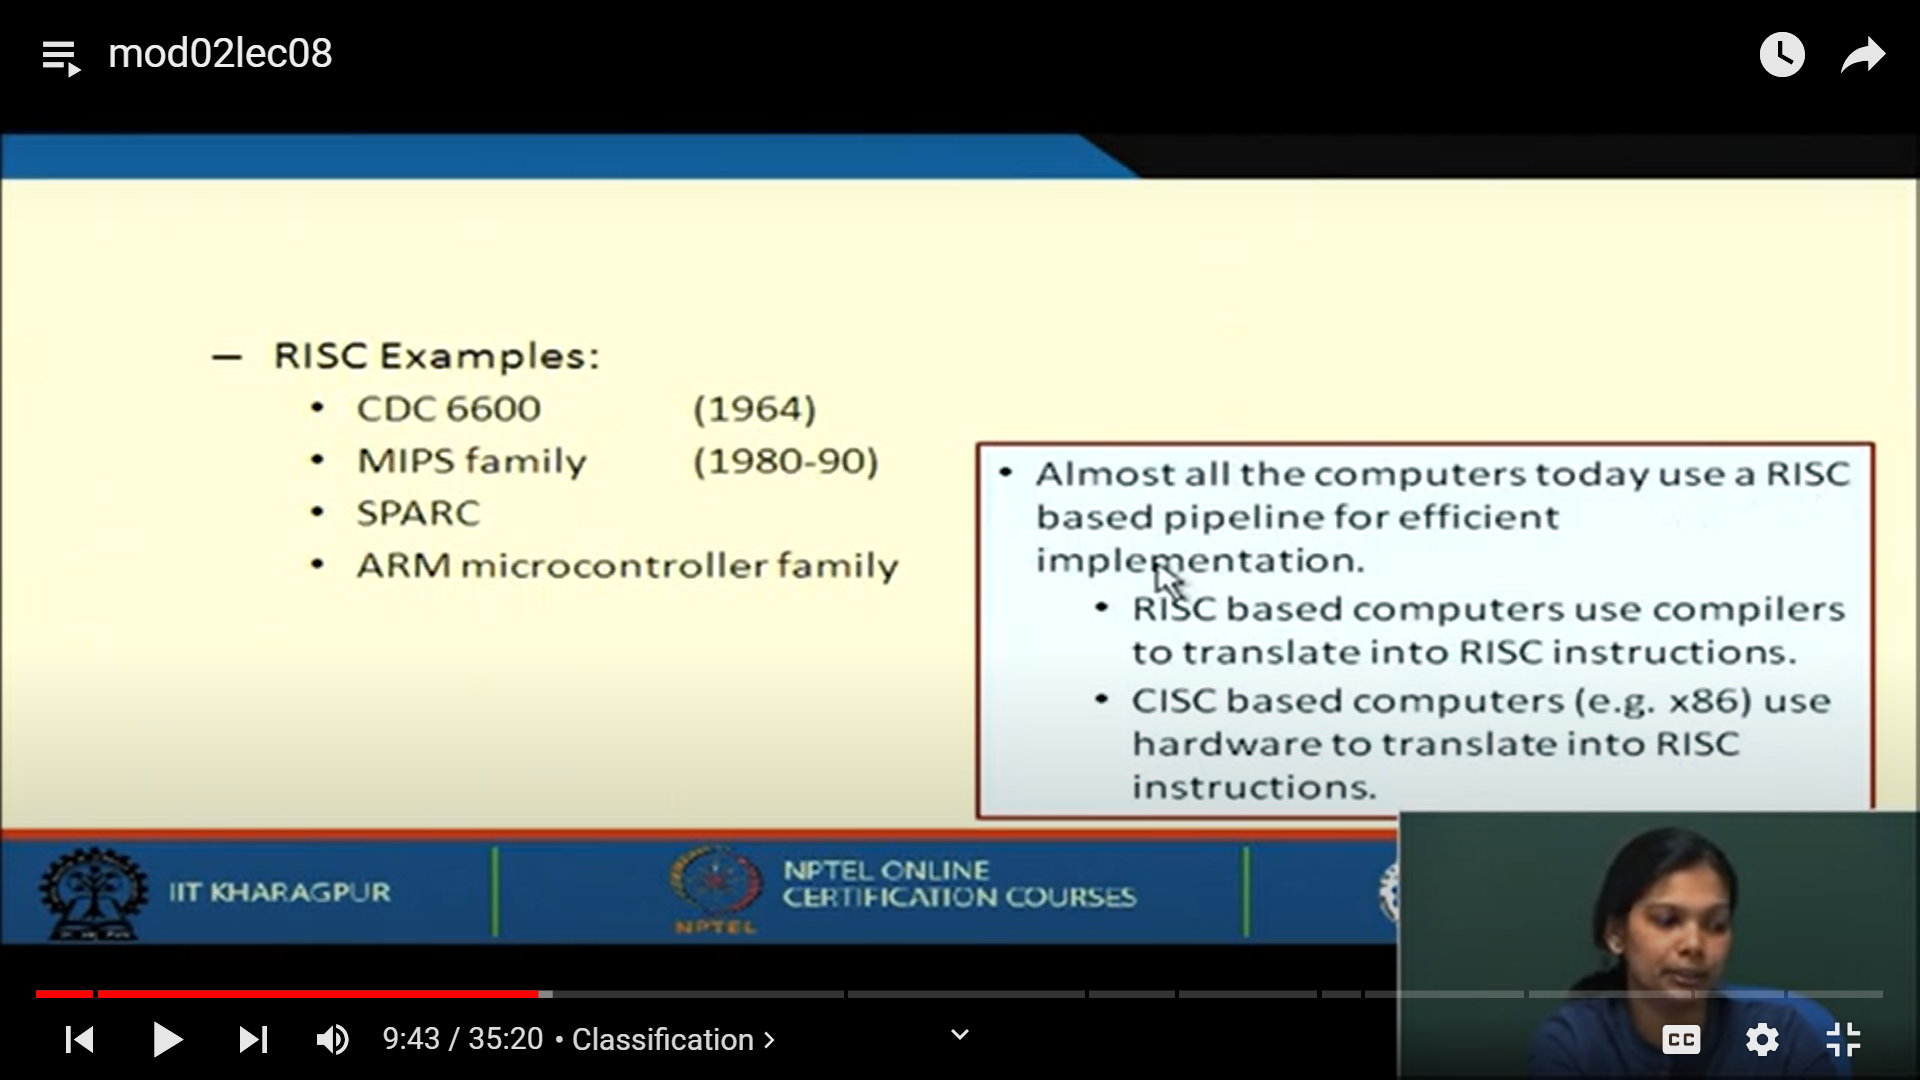 mod02lec08
– RISC Examples:
• CDC 6600 (1964)
• MIPS family (1980-90)
• SPARC
• ARM microcontroller family
• Almost all the computers today use a RISC
based pipeline for efficient
implementation.
• RISC based computers use compilers
to translate into RISC instructions.
• CISC based computers (e.g. x86) use
hardware to translate into RISC
instructions.
IIT KHARAGPUR
NPTEL
NPTEL ONLINE
CERTIFICATION COURSES
9:43 / 35:20 • Classification >
CC